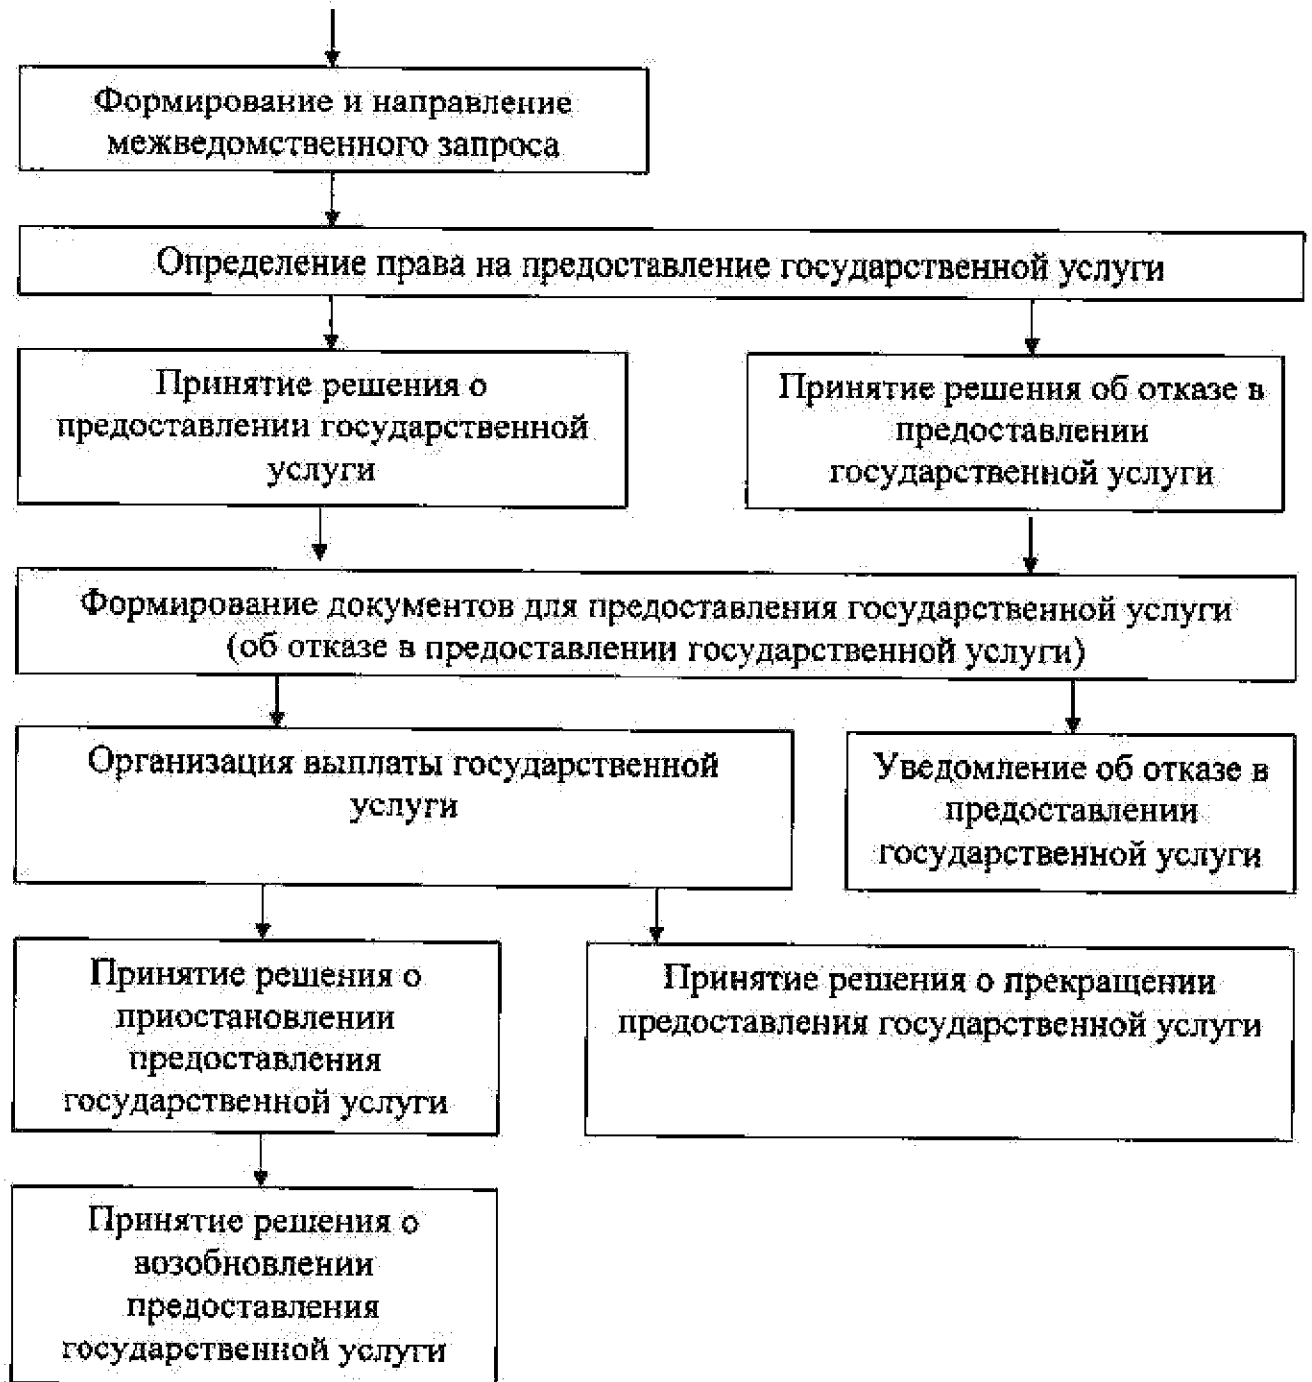 Формирование и направление
межведомственного запроса
Определение права на предоставление государственной услуги
Принятие решения о
предоставлении государственной
услуги
Принятие решения об отказе в
предоставлении
государственной услуги
Формирование документов для предоставления государственной услуги
(об отказе в предоставлении государственной услуги)
Организация выплаты государственной
услуги
Уведомление об отказе в
предоставлении
государственной услуги
Принятие решения о
приостановлении
предоставления
государственной услуги
Принятие решения о прекращении
предоставления государственной услуги
Принятие решения о
возобновлении
предоставления
государственной услуги